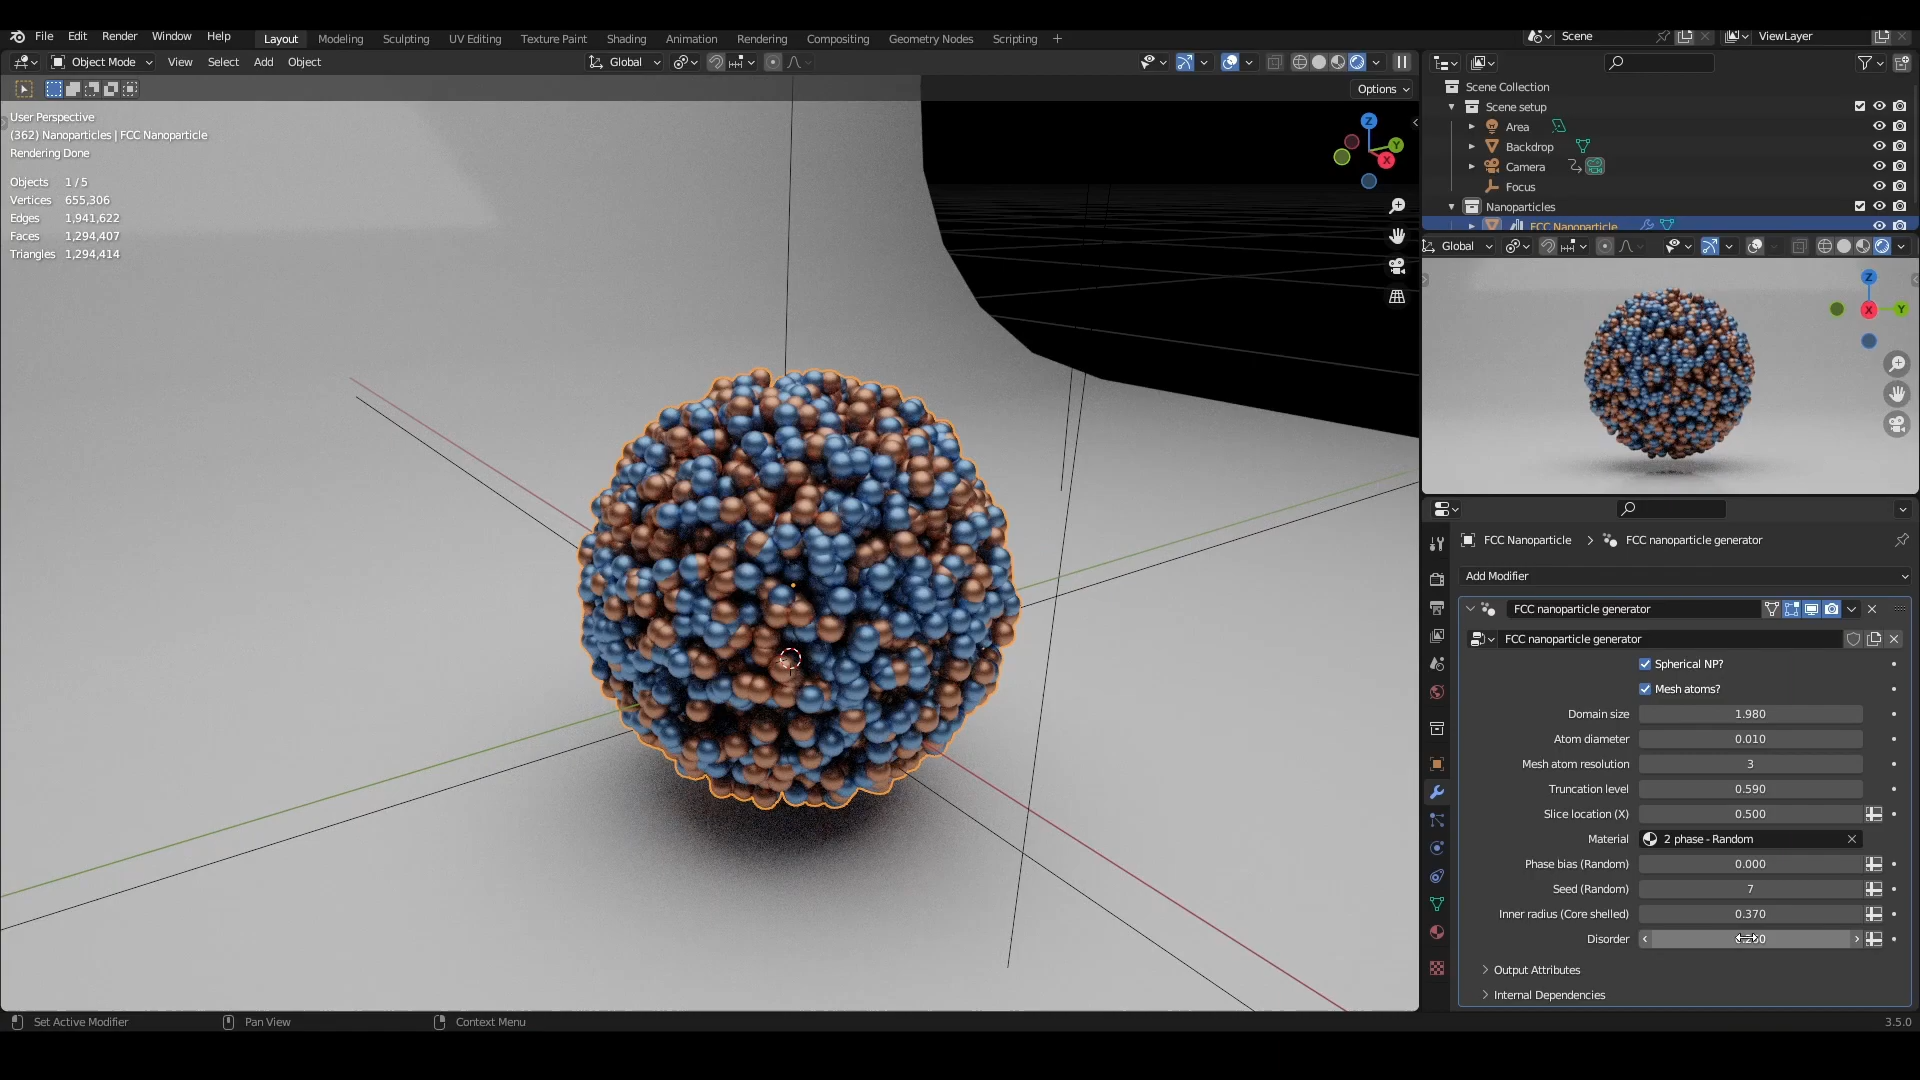 File Edit Render Window Help Layout Modeling Sculpting UV Editing Texture Paint Shading Animation Rendering Compositing Geometry Nodes Scripting + Scene ViewLayer
Object Mode View Select Add Object Global
Options
User Perspective
(362) Nanoparticles | FCC Nanoparticle
Rendering Done
Objects 1 / 5
Vertices 655,306
Edges 1,941,622
Faces 1,294,407
Triangles 1,294,414
Z
Y
X
Scene Collection
Scene setup
Area
Backdrop
Camera
Focus
Nanoparticles
FCC Nanoparticle
Global
Z
X
Y
FCC Nanoparticle > FCC nanoparticle generator
Add Modifier
FCC nanoparticle generator
FCC nanoparticle generator
Spherical NP?
Mesh atoms?
Domain size 1.980
Atom diameter 0.010
Mesh atom resolution 3
Truncation level 0.590
Slice location (X) 0.500
Material 2 phase - Random
Phase bias (Random) 0.000
Seed (Random) 7
Inner radius (Core shelled) 0.370
Disorder
Output Attributes
Internal Dependencies
Set Active Modifier Pan View Context Menu 3.5.0